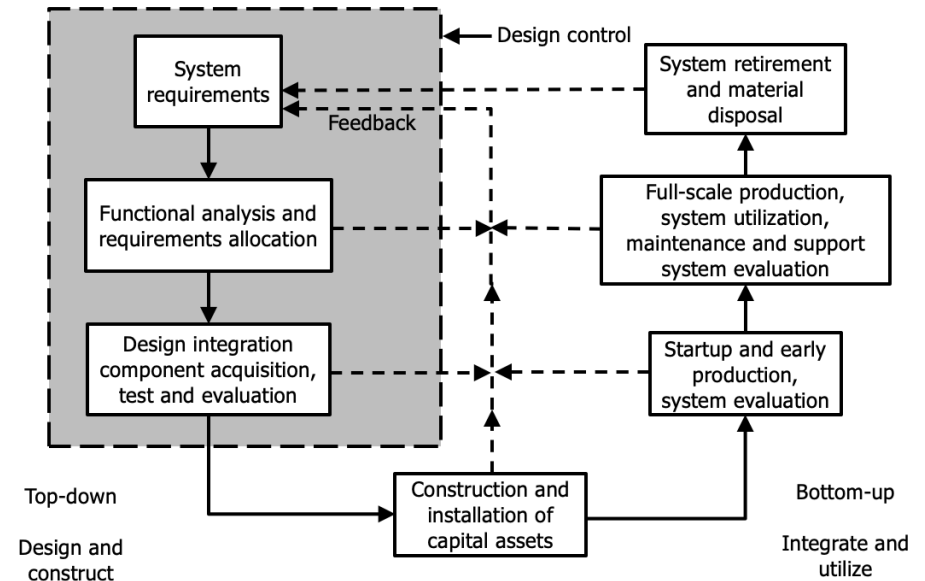 Design control
System
requirements
System retirement
and material
disposal
Feedback
Functional analysis and
requirements allocation
Full-scale production,
system utilization,
maintenance and support
system evaluation
Design integration
component acquisition,
test and evaluation
Startup and early
production,
system evaluation
Construction and
installation of
capital assets
Top-down
Design and
construct
Bottom-up
Integrate and
utilize